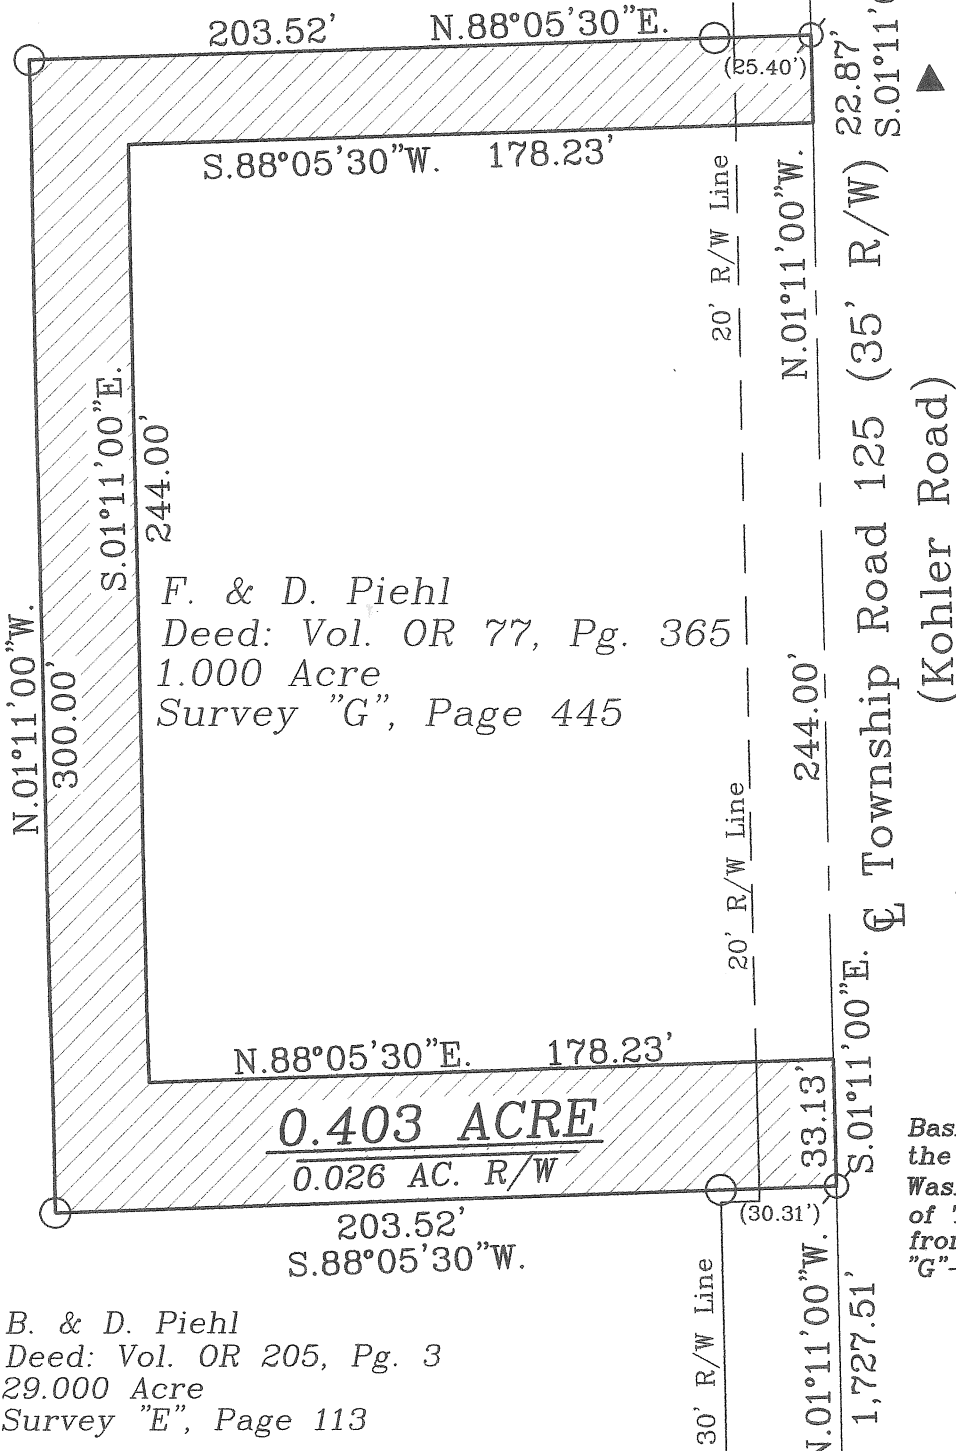 203.52' N.88°05'30"E.
(25.40')
22.87'
S.01°11'
S.88°05'30"W. 178.23'
20' R/W Line
N.01°11'00"W.
244.00'
S.01°11'00"E.
244.00'
N.01°11'00"W.
300.00'
F. & D. Piehl
Deed: Vol. OR 77, Pg. 365
1.000 Acre
Survey "G", Page 445
℄ Township Road 125 (35' R/W)
(Kohler Road)
20' R/W Line
N.88°05'30"E. 178.23'
33.13'
S.01°11'00"E.
0.403 ACRE
0.026 AC. R/W
203.52'
S.88°05'30"W.
(30.31')
30' R/W Line
N.01°11'00"W.
1,727.51'
the
of
"G"-
B. & D. Piehl
Deed: Vol. OR 205, Pg. 3
29.000 Acre
Survey "E", Page 113